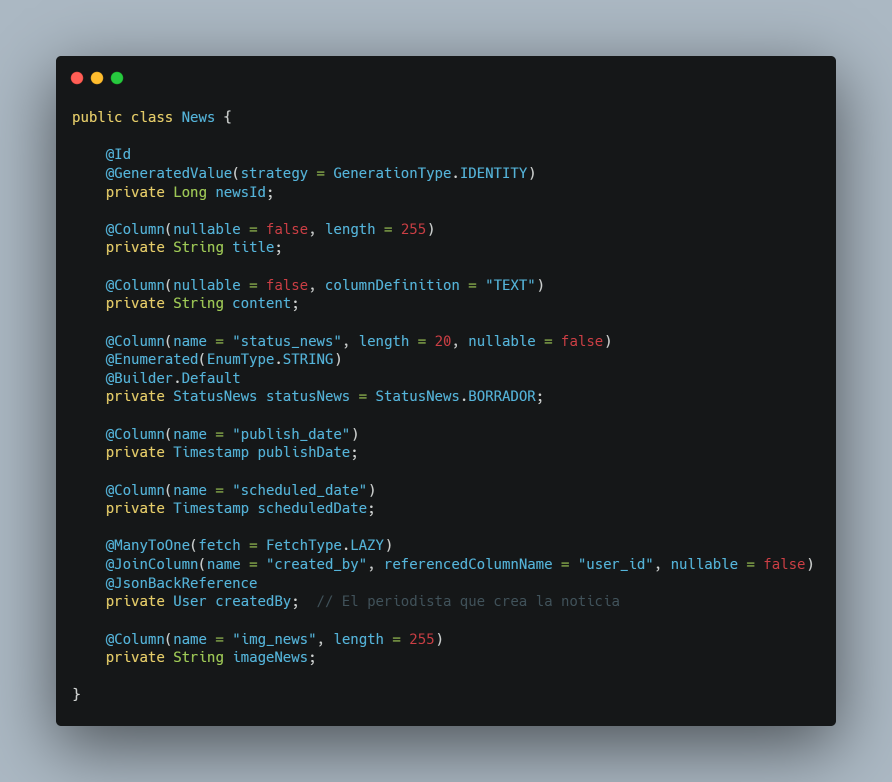 public class News {
@Id
@GeneratedValue(strategy = GenerationType.IDENTITY)
private Long newsId;
@Column(nullable = false, length = 255)
private String title;
@Column(nullable = false, columnDefinition = "TEXT")
private String content;
@Column(name = "status_news", length = 20, nullable = false)
@Enumerated(EnumType.STRING)
@Builder.Default
private StatusNews statusNews = StatusNews.BORRADOR;
@Column(name = "publish_date")
private Timestamp publishDate;
@Column(name = "scheduled_date")
private Timestamp scheduledDate;
@ManyToOne(fetch = FetchType.LAZY)
@JoinColumn(name = "created_by", referencedColumnName = "user_id", nullable = false)
@JsonBackReference
private User createdBy;  // El periodista que crea la noticia
@Column(name = "img_news", length = 255)
private String imageNews;
}